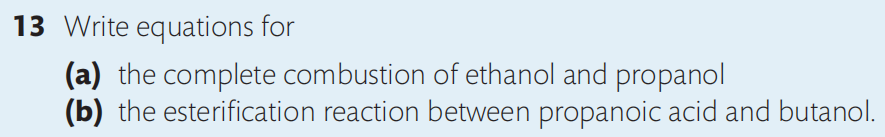 13 Write equations for
(a) the complete combustion of ethanol and propanol
(b) the esterification reaction between propanoic acid and butanol.